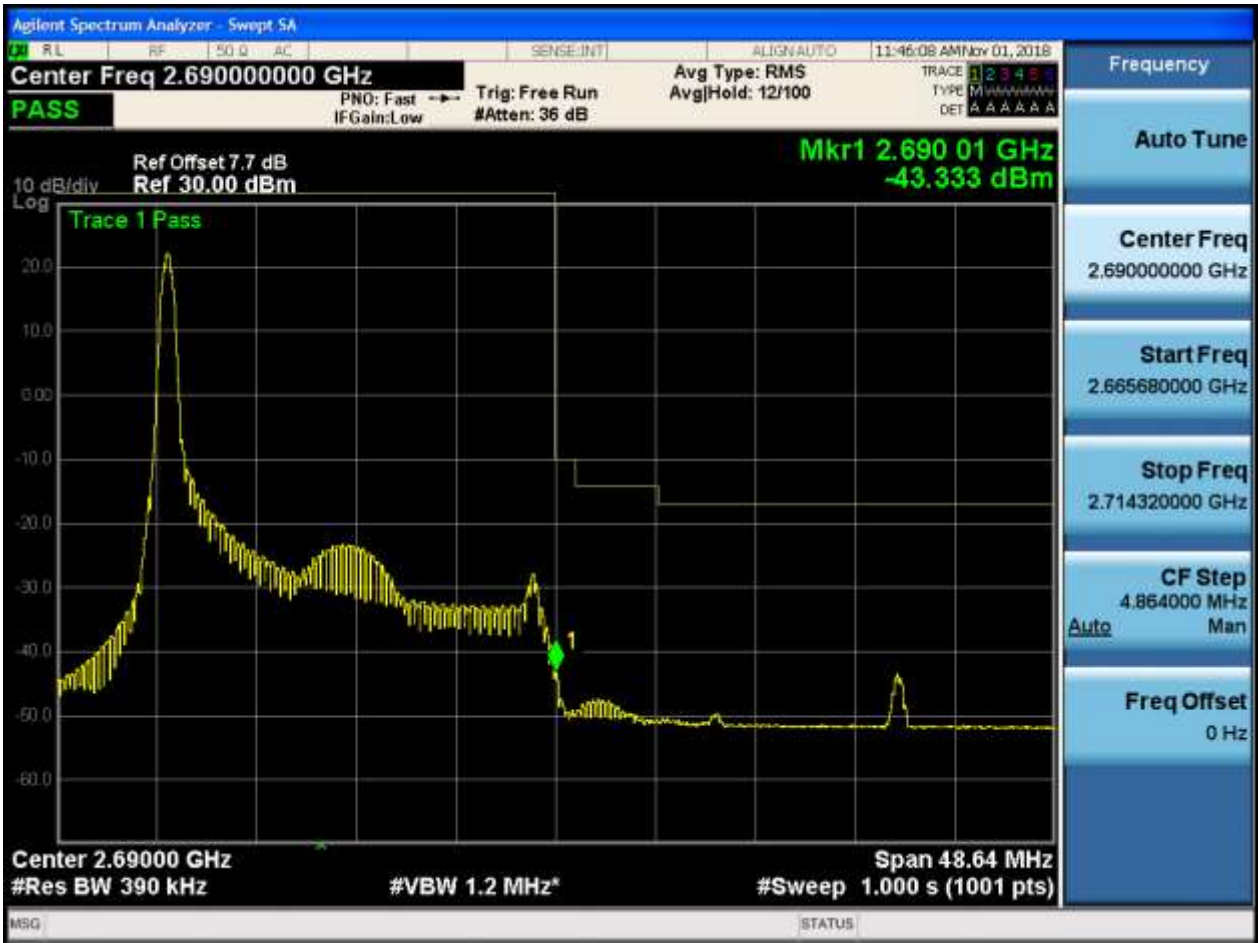 Agilent Spectrum Analyzer - Swept SA
RL RF 50 Ω AC SENSE:INT ALIGN AUTO 11:46:08 AM Nov 01, 2018
Center Freq 2.690000000 GHz
PASS
PNO: Fast
IFGain:Low
Trig: Free Run
#Atten: 36 dB
Avg Type: RMS
Avg|Hold: 12/100
TRACE 1 2 3 4 5 6
TYPE M
DET A A A A A A
Mkr1 2.690 01 GHz
-43.333 dBm
Ref Offset 7.7 dB
10 dB/div Ref 30.00 dBm
Log
Trace 1 Pass
20.0
10.0
0.00
-10.0
-20.0
-30.0
-40.0
-50.0
-60.0
1
Center 2.69000 GHz Span 48.64 MHz
#Res BW 390 kHz #VBW 1.2 MHz* #Sweep 1.000 s (1001 pts)
MSG STATUS
Frequency
Auto Tune
Center Freq
2.690000000 GHz
Start Freq
2.665680000 GHz
Stop Freq
2.714320000 GHz
CF Step
4.864000 MHz
Auto Man
Freq Offset
0 Hz